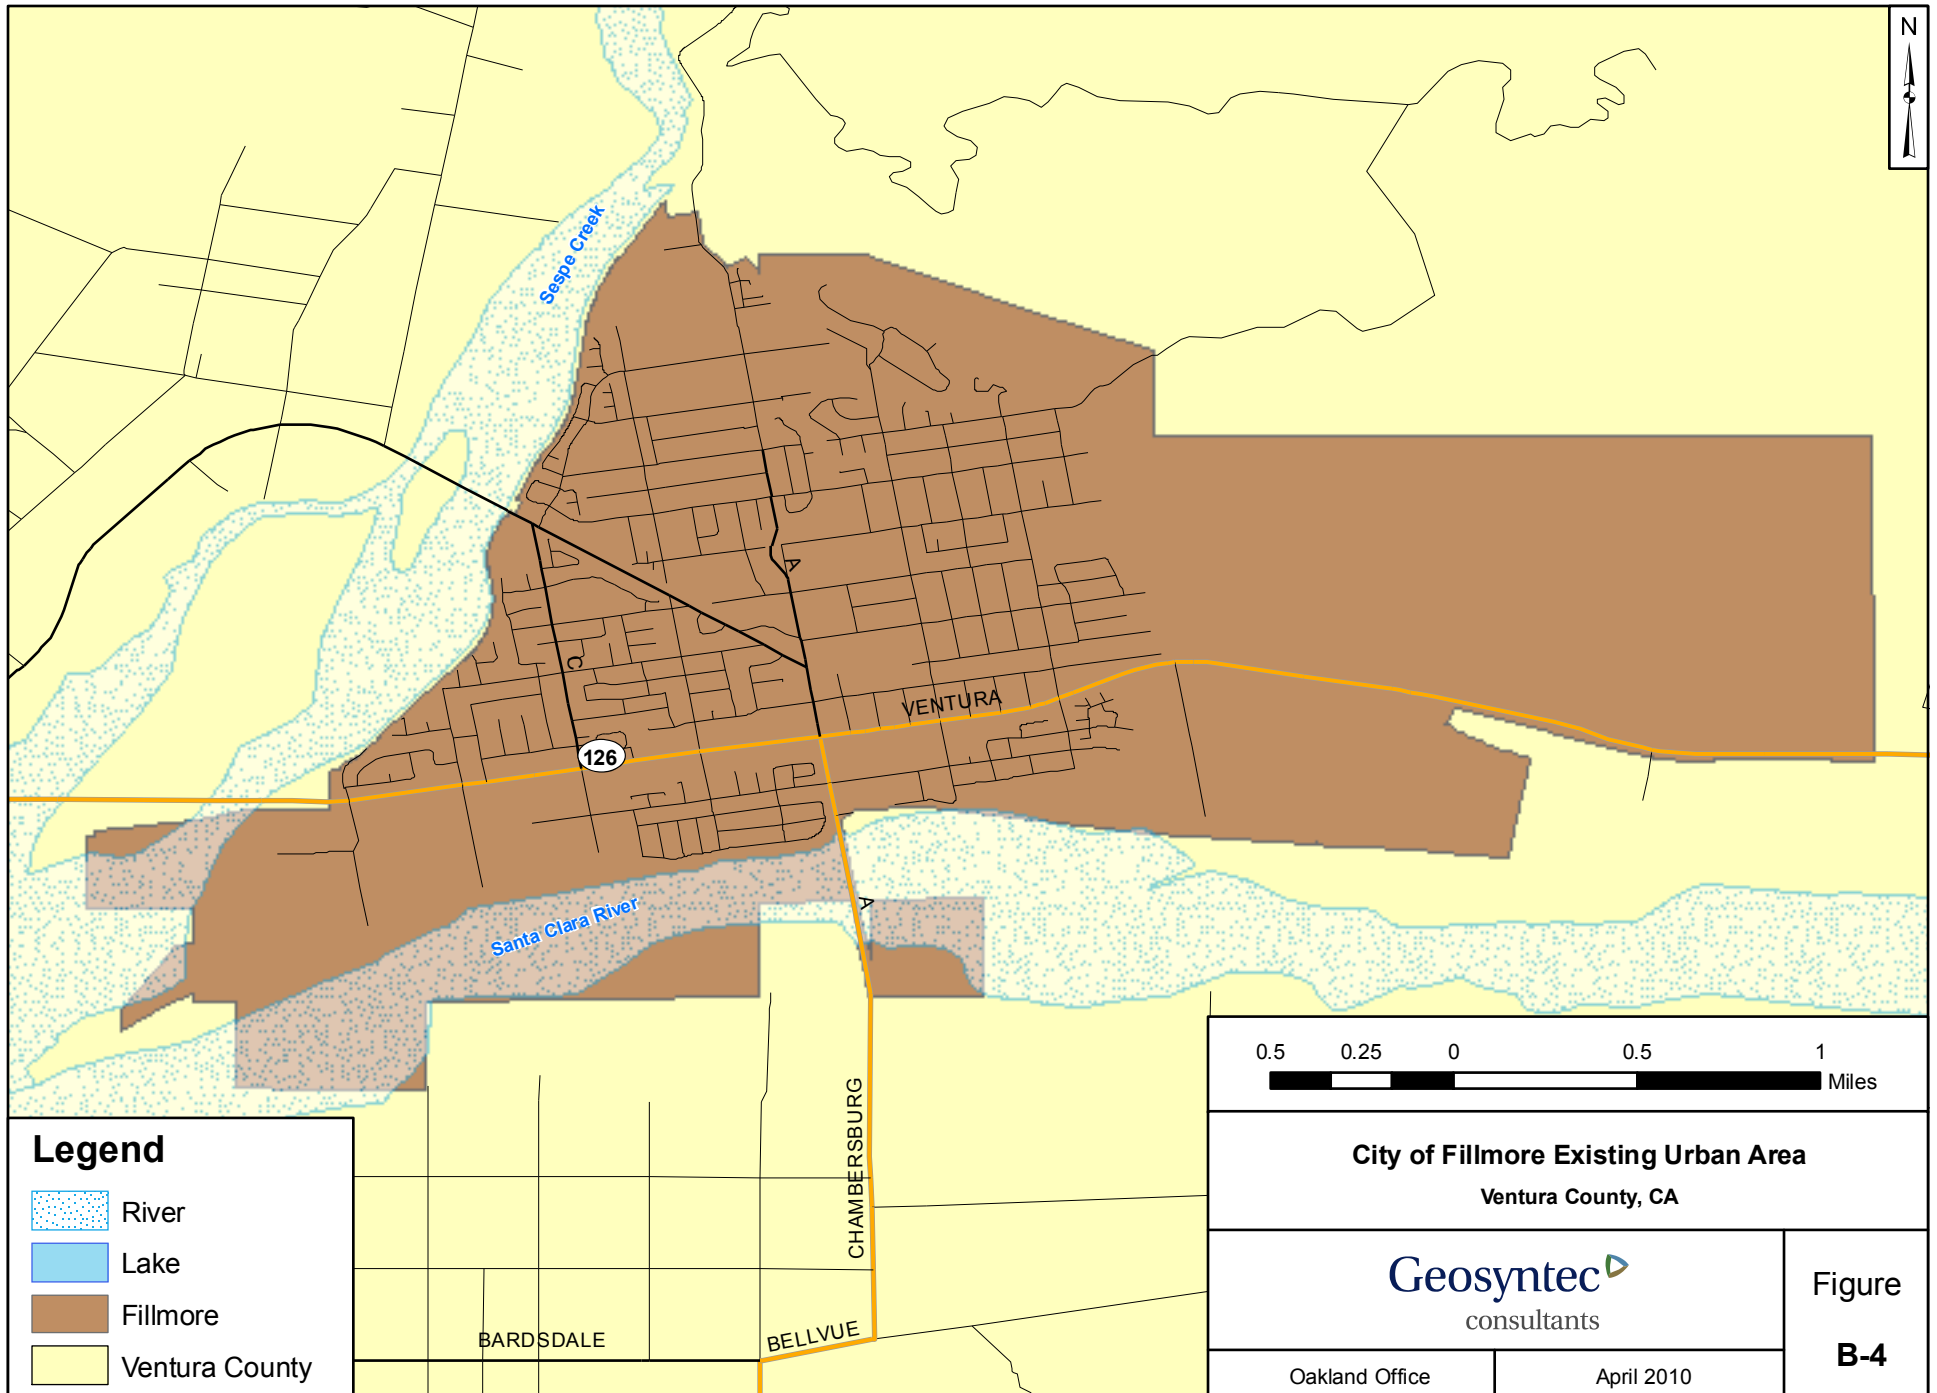 N
Sespe Creek
A
C
VENTURA
126
A
Santa Clara River
CHAMBERSBURG
BARDSDALE
BELLVUE
Legend
River
Lake
Fillmore
Ventura County
0.5 0.25 0 0.5 1
Miles
City of Fillmore Existing Urban Area
Ventura County, CA
Geosyntec
consultants
Figure
B-4
Oakland Office
April 2010